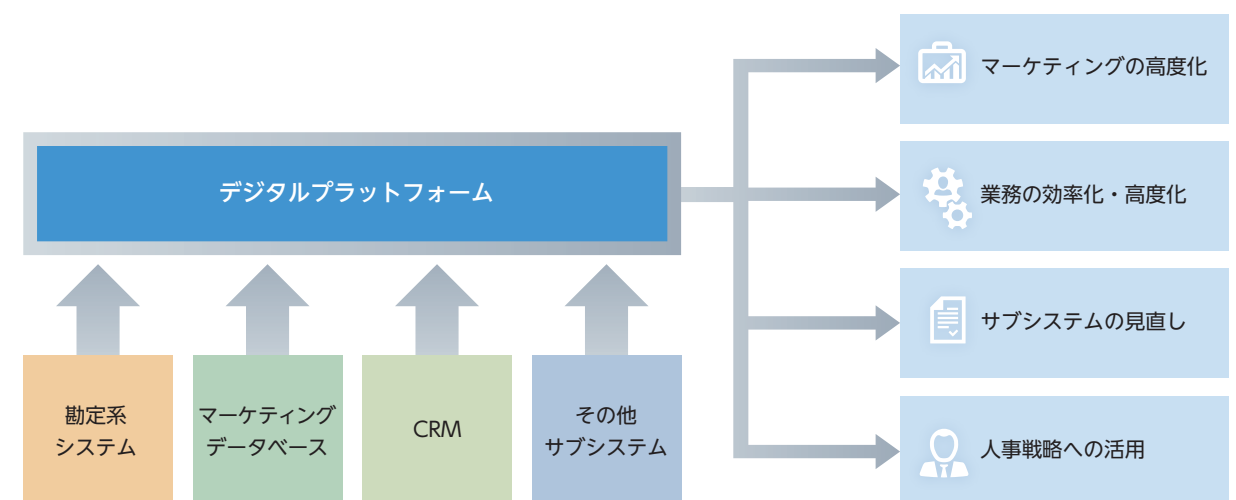 デジタルプラットフォーム
勘定系
システム
マーケティング
データベース
CRM
その他
サブシステム
マーケティングの高度化
業務の効率化・高度化
サブシステムの見直し
人事戦略への活用